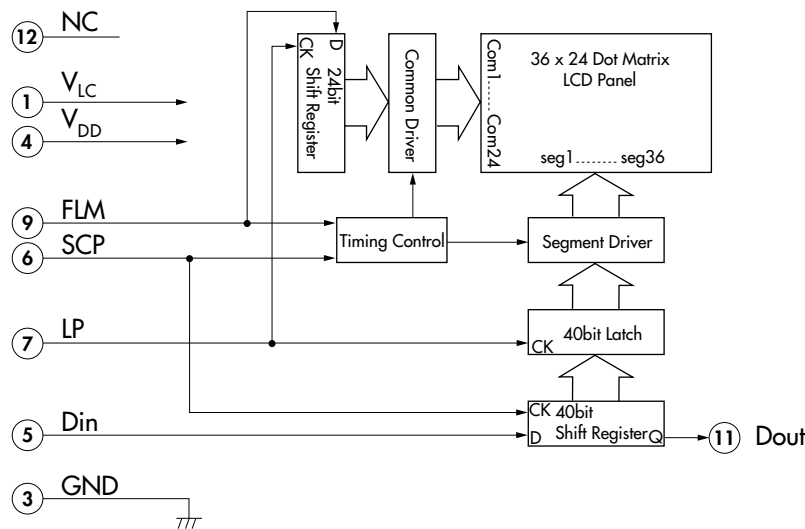 12 NC
1 VLC
4 VDD
9 FLM
6 SCP
7 LP
5 Din
3 GND
CK D
24bit
Shift Register
Common Driver
Com1 ........ Com24
36 x 24 Dot Matrix
LCD Panel
seg1 ........ seg36
Timing Control
Segment Driver
40bit Latch
CK
CK 40bit
D Shift Register Q
11 Dout